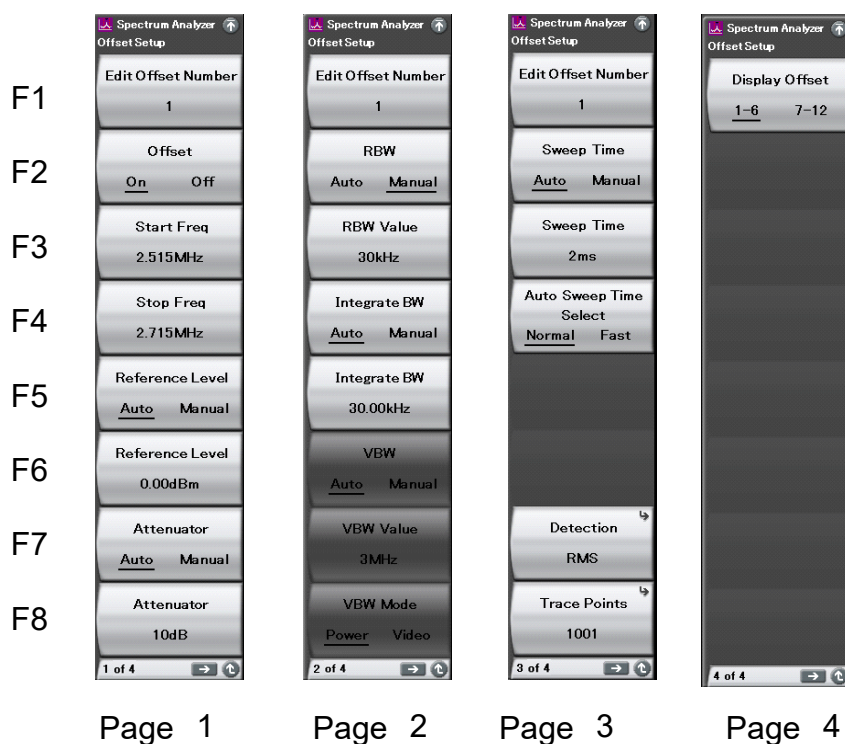 F1
F2
F3
F4
F5
F6
F7
F8
Spectrum Analyzer
Offset Setup
Edit Offset Number
1
Offset
On Off
Start Freq
2.515MHz
Stop Freq
2.715MHz
Reference Level
Auto Manual
Reference Level
0.00dBm
Attenuator
Auto Manual
Attenuator
10dB
1 of 4
Page 1
Spectrum Analyzer
Offset Setup
Edit Offset Number
1
RBW
Auto Manual
RBW Value
30kHz
Integrate BW
Auto Manual
Integrate BW
30.00kHz
VBW
Auto Manual
VBW Value
3MHz
VBW Mode
Power Video
2 of 4
Page 2
Spectrum Analyzer
Offset Setup
Edit Offset Number
1
Sweep Time
Auto Manual
Sweep Time
2ms
Auto Sweep Time
Select
Normal Fast
Detection
RMS
Trace Points
1001
3 of 4
Page 3
Spectrum Analyzer
Offset Setup
Display Offset
1-6 7-12
4 of 4
Page 4